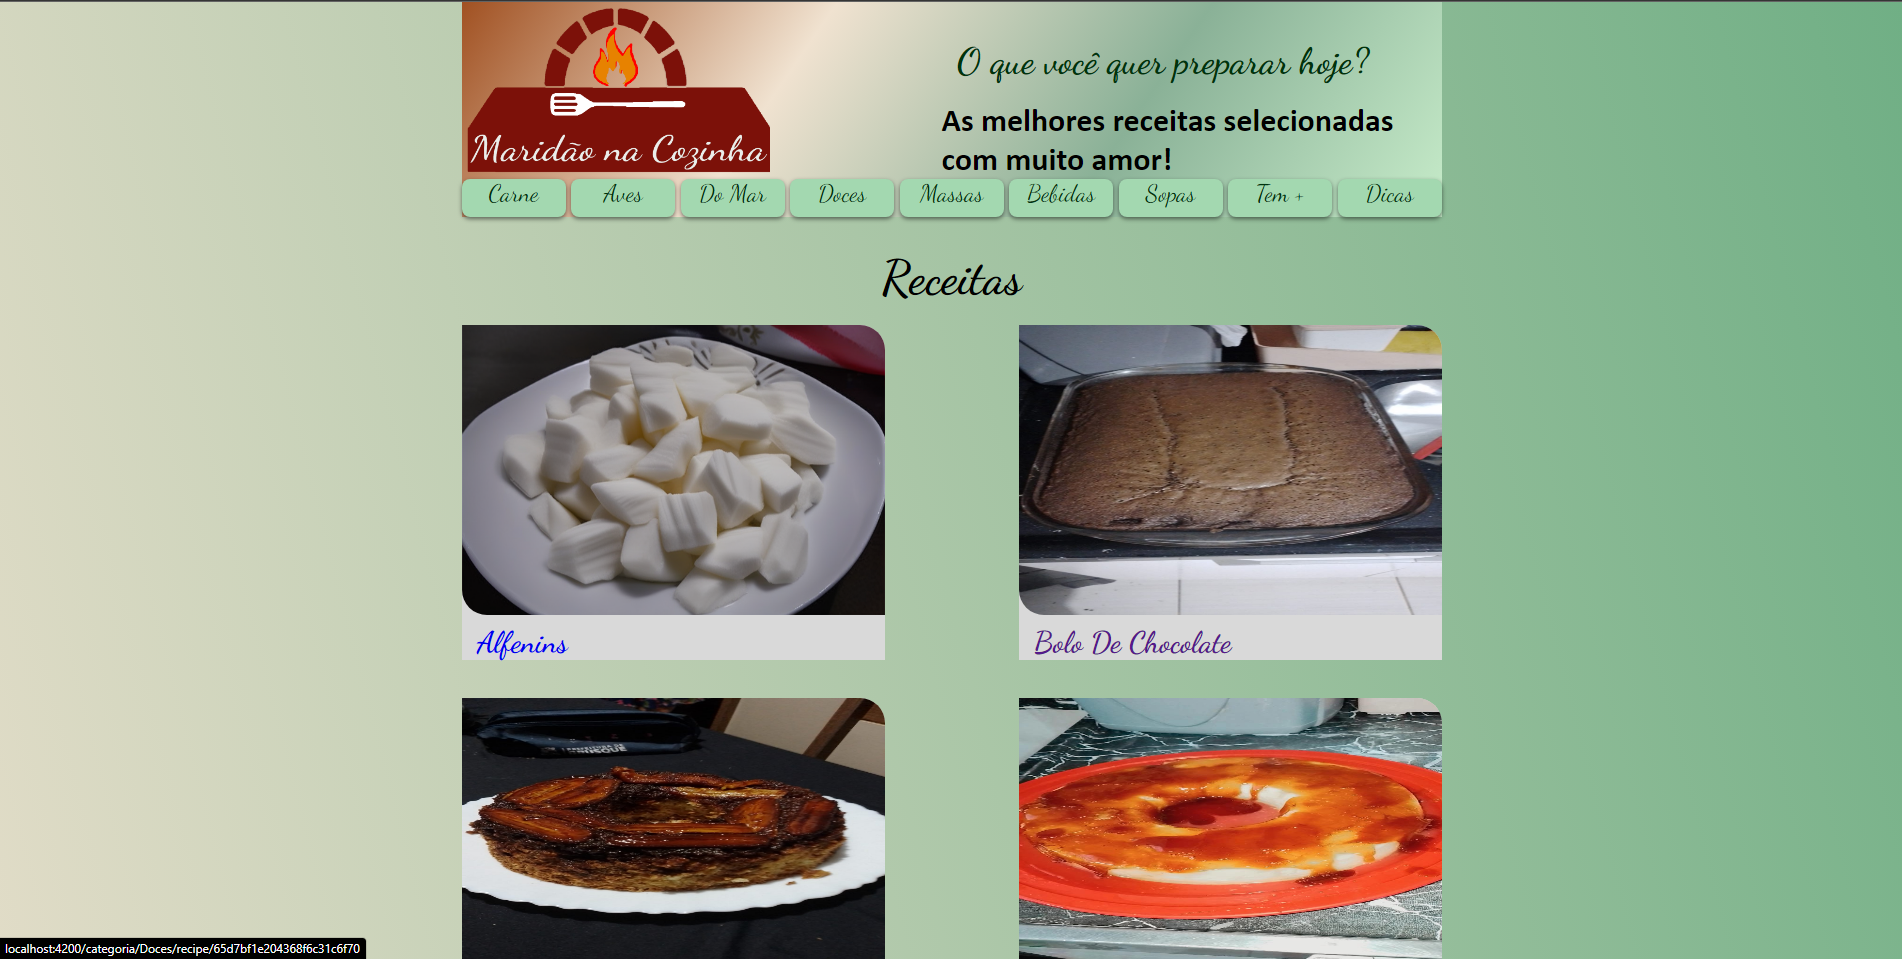 O que você quer preparar hoje?
As melhores receitas selecionadas
com muito amor!
Maridão na Cozinha
Carne
Aves
Do Mar
Doces
Massas
Bebidas
Sopas
Tem +
Dicas
Receitas
Alfenins
Bolo De Chocolate
localhost:4200/categoria/Doces/recipe/65d7bf1e204368f6c31c6f70